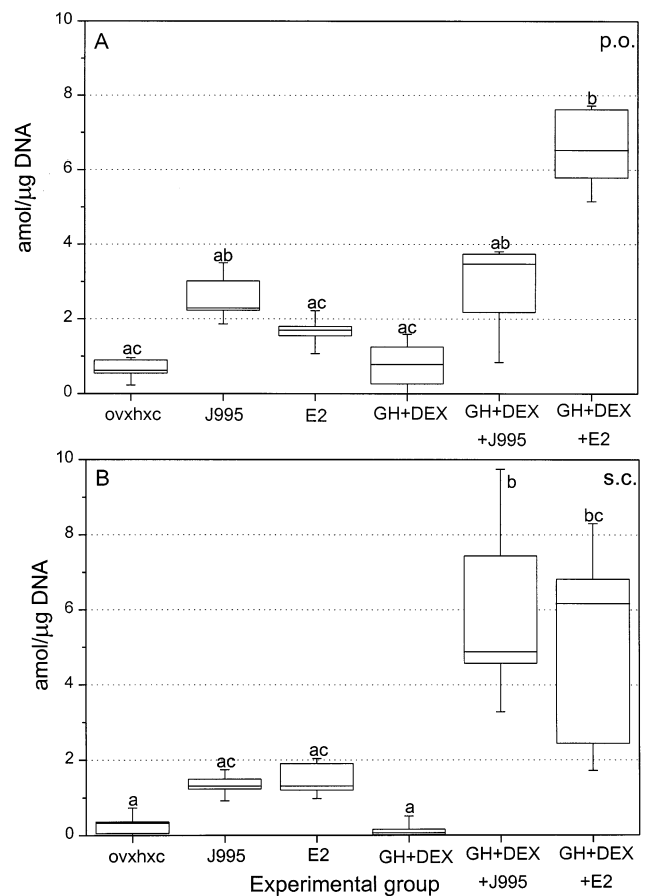 10
A
p.o.
b
8
6
ab
ab
4
ac
ac
ac
2
0
amol/µg DNA
ovxhxc J995 E2 GH+DEX GH+DEX GH+DEX
+J995 +E2
10
B
s.c.
b
bc
8
6
4
ac
ac
2
a
a
0
amol/µg DNA
ovxhxc J995 E2 GH+DEX GH+DEX GH+DEX
+J995 +E2
Experimental group